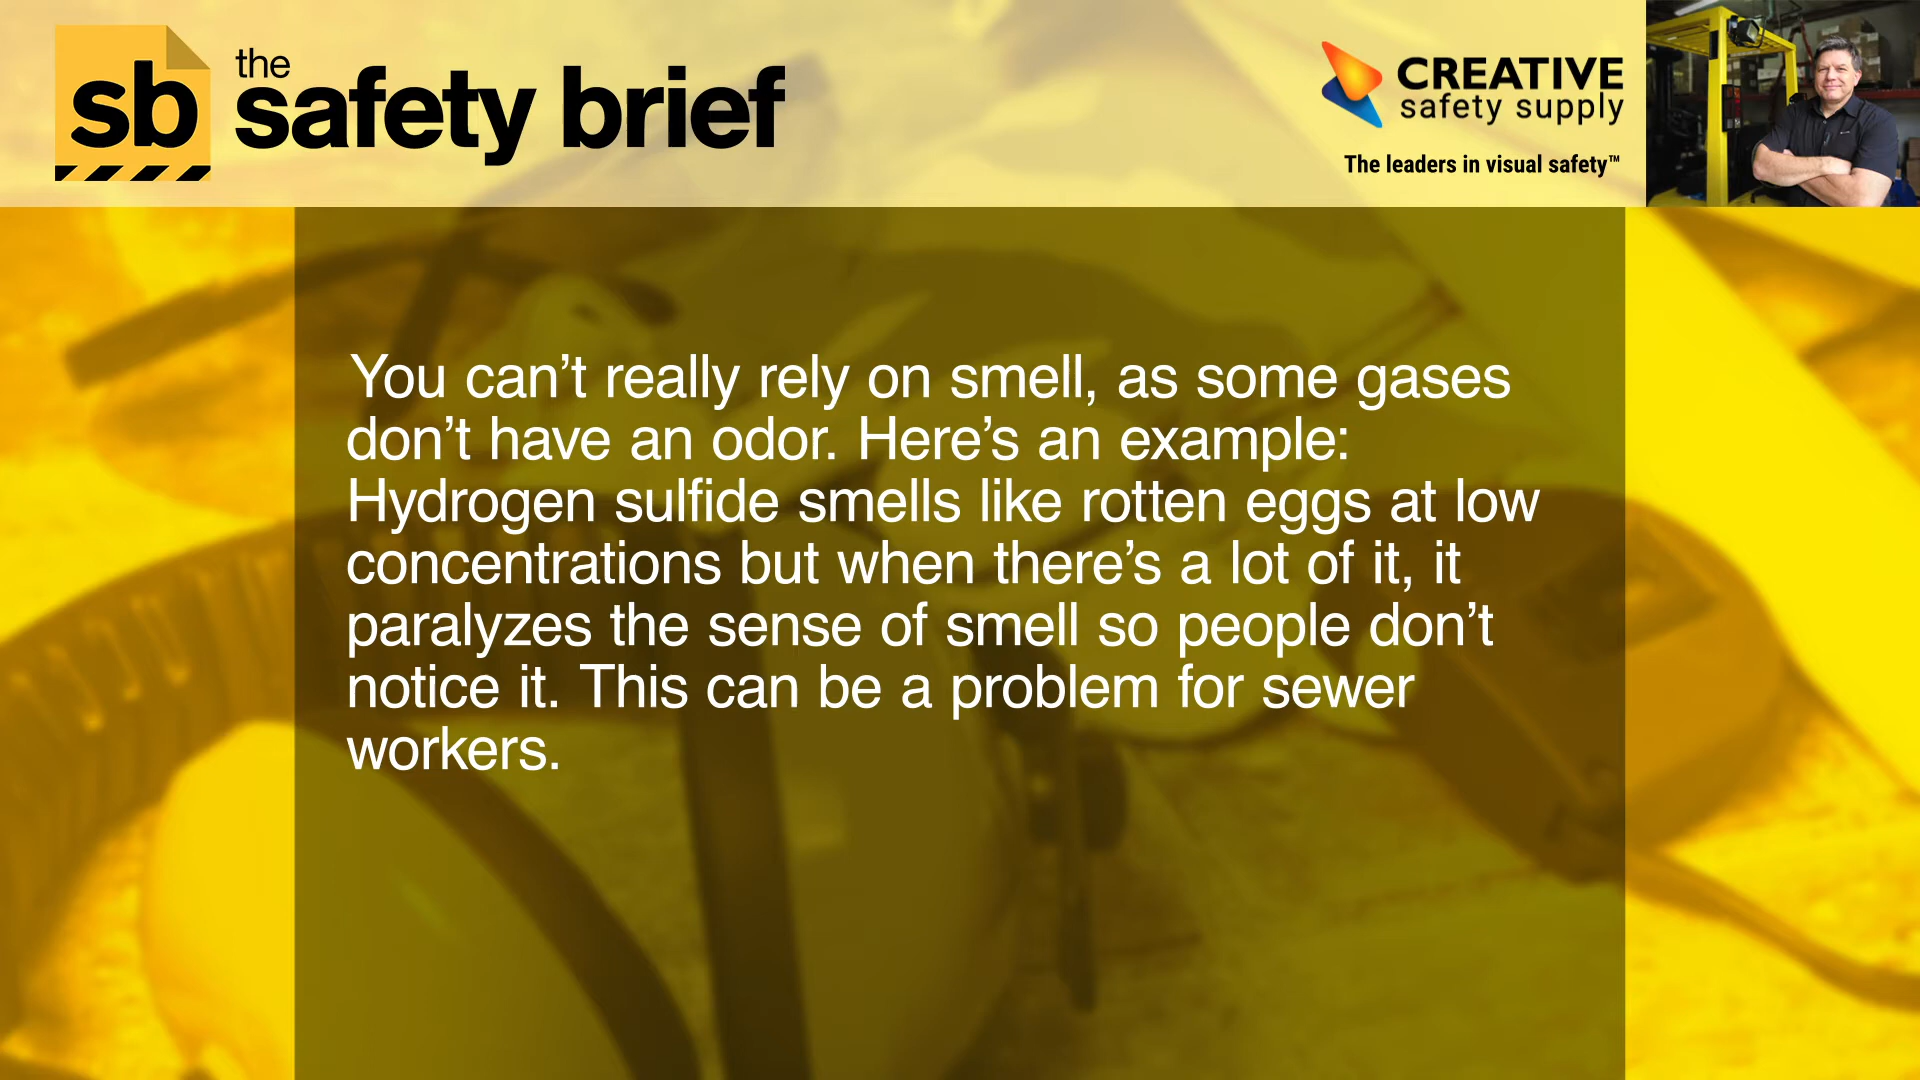 sb
the
safety brief
CREATIVE
safety supply
The leaders in visual safety™
You can’t really rely on smell, as some gases
don’t have an odor. Here’s an example:
Hydrogen sulfide smells like rotten eggs at low
concentrations but when there’s a lot of it, it
paralyzes the sense of smell so people don’t
notice it. This can be a problem for sewer
workers.